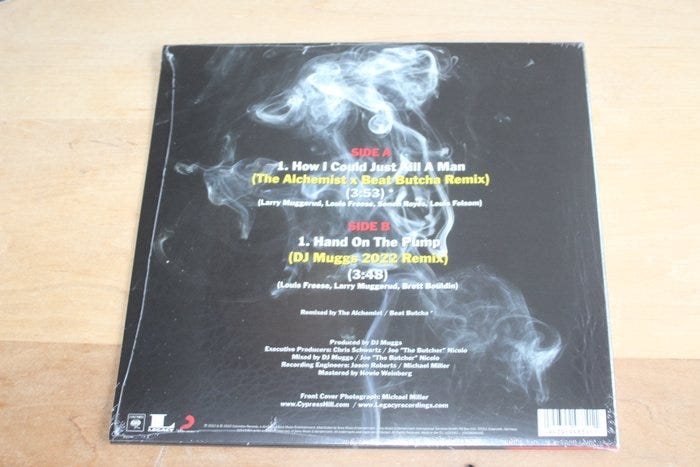 SIDE A
1. How I Could Just Kill A Man
(The Alchemist x Beat Butcha Remix)
(3:53) *
(Larry Muggerud, Louis Freese, Senen Reyes, Louis Folsom)
SIDE B
1. Hand On The Pump
(DJ Muggs 2022 Remix)
(3:48)
(Louis Freese, Larry Muggerud, Brett Bouldin)
Remixed by The Alchemist / Beat Butcha *
Produced by DJ Muggs
Executive Producers: Chris Schwartz / Joe "The Butcher" Nicolo
Mixed by DJ Muggs / Joe "The Butcher" Nicolo
Recording Engineers: Jason Roberts / Michael Miller
Mastered by Howie Weinberg
Front Cover Photograph: Michael Miller
www.CypressHill.com / www.Legacyrecordings.com
LEGACY